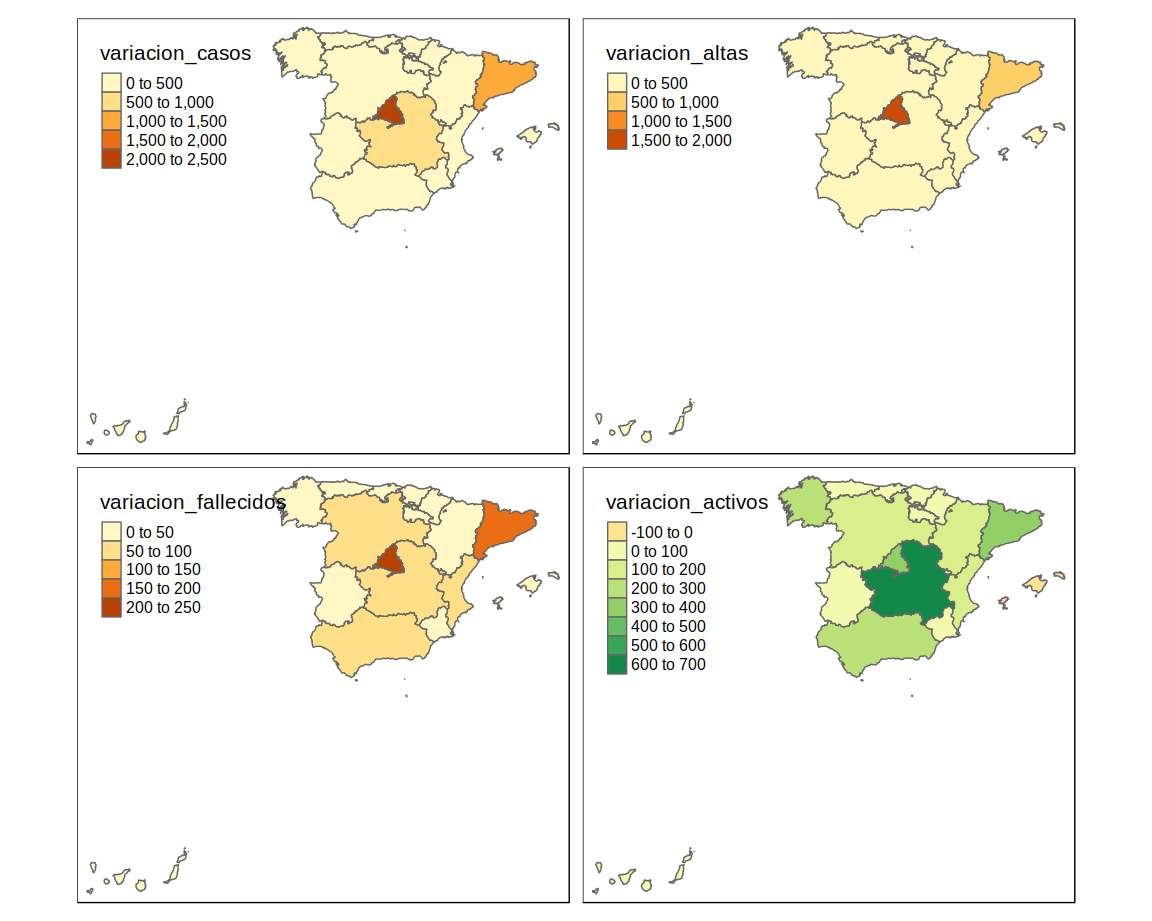 variacion_casos
0 to 500
500 to 1,000
1,000 to 1,500
1,500 to 2,000
2,000 to 2,500
variacion_altas
0 to 500
500 to 1,000
1,000 to 1,500
1,500 to 2,000
variacion_fallecidos
0 to 50
50 to 100
100 to 150
150 to 200
200 to 250
variacion_activos
-100 to 0
0 to 100
100 to 200
200 to 300
300 to 400
400 to 500
500 to 600
600 to 700